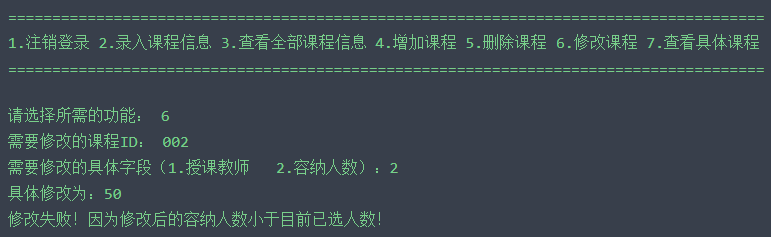 ==========================================================================================
1.注销登录 2.录入课程信息 3.查看全部课程信息 4.增加课程 5.删除课程 6.修改课程 7.查看具体课程
==========================================================================================
请选择所需的功能： 6
需要修改的课程ID： 002
需要修改的具体字段（1.授课教师   2.容纳人数）：2
具体修改为：50
修改失败！因为修改后的容纳人数小于目前已选人数！